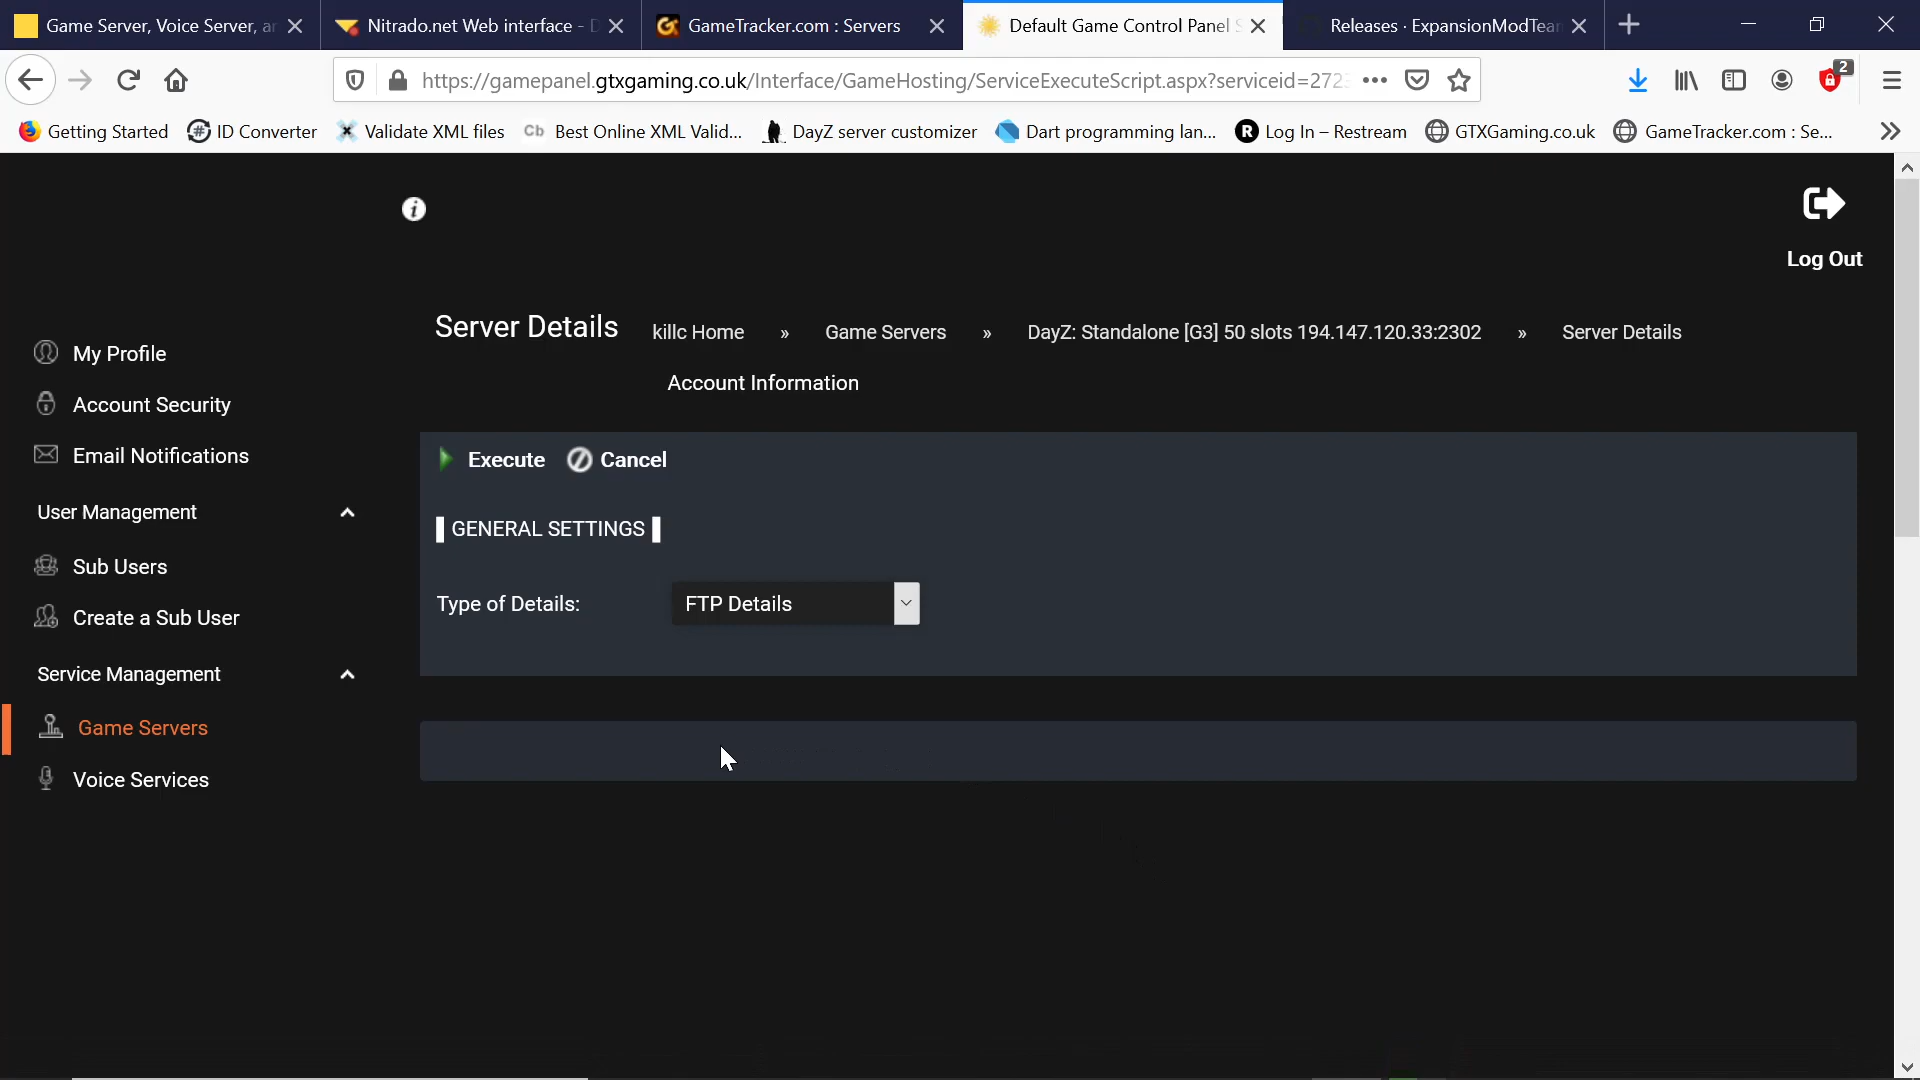 Game Server, Voice Server, ar
Nitrado.net Web interface - D
GameTracker.com : Servers
Default Game Control Panel S
Releases · ExpansionModTean
https://gamepanel.gtxgaming.co.uk/Interface/GameHosting/ServiceExecuteScript.aspx?serviceid=2723
2
Getting Started
ID Converter
Validate XML files
Cb Best Online XML Valid...
DayZ server customizer
Dart programming lan...
R Log In – Restream
GTXGaming.co.uk
GameTracker.com : Se...
Log Out
Server Details
killc Home » Game Servers » DayZ: Standalone [G3] 50 slots 194.147.120.33:2302 » Server Details
Account Information
My Profile
Account Security
Email Notifications
User Management
Sub Users
Create a Sub User
Service Management
Game Servers
Voice Services
Execute
Cancel
GENERAL SETTINGS
Type of Details:
FTP Details